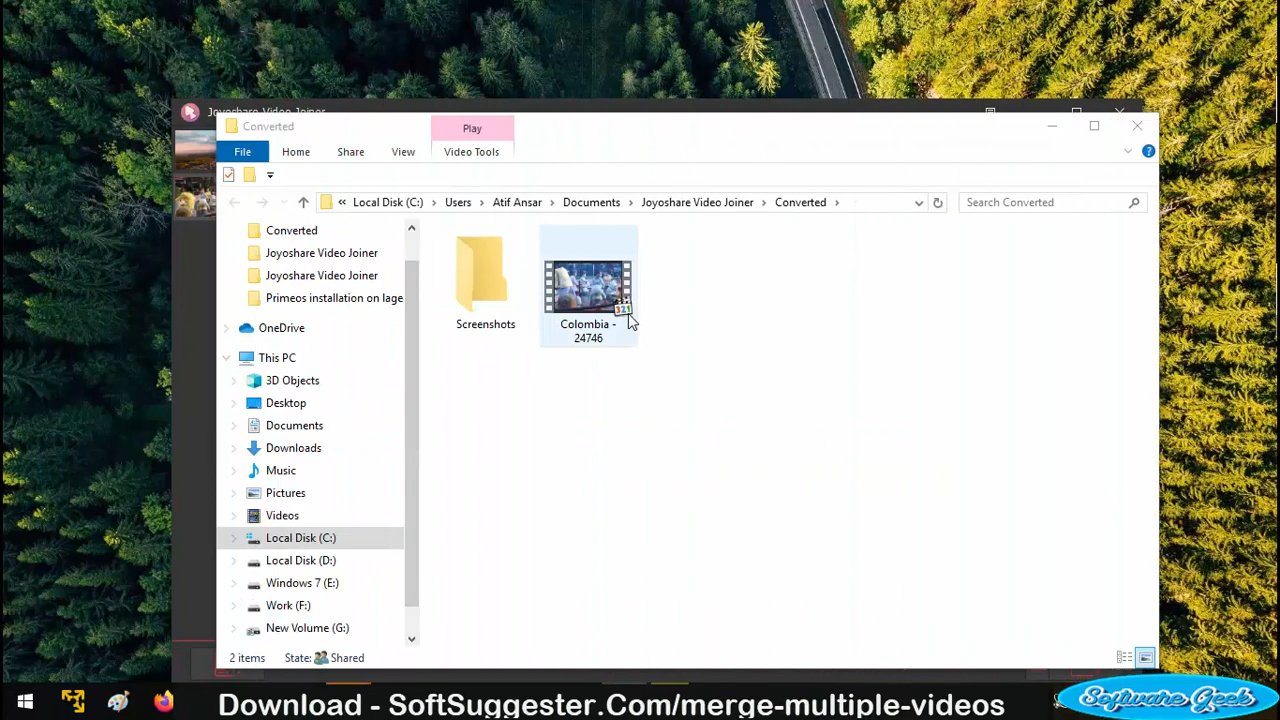 Joyoshare Video Joiner
Converted
Play
File
Home
Share
View
Video Tools
« Local Disk (C:) › Users › Atif Ansar › Documents › Joyoshare Video Joiner › Converted ›
Search Converted
Converted
Joyoshare Video Joiner
Joyoshare Video Joiner
Primeos installation on lage
OneDrive
This PC
3D Objects
Desktop
Documents
Downloads
Music
Pictures
Videos
Local Disk (C:)
Local Disk (D:)
Windows 7 (E:)
Work (F:)
New Volume (G:)
Screenshots
321
Colombia -
24746
2 items
State:
Shared
Download - SoftSuggester.Com/merge-multiple-videos
Software Geek